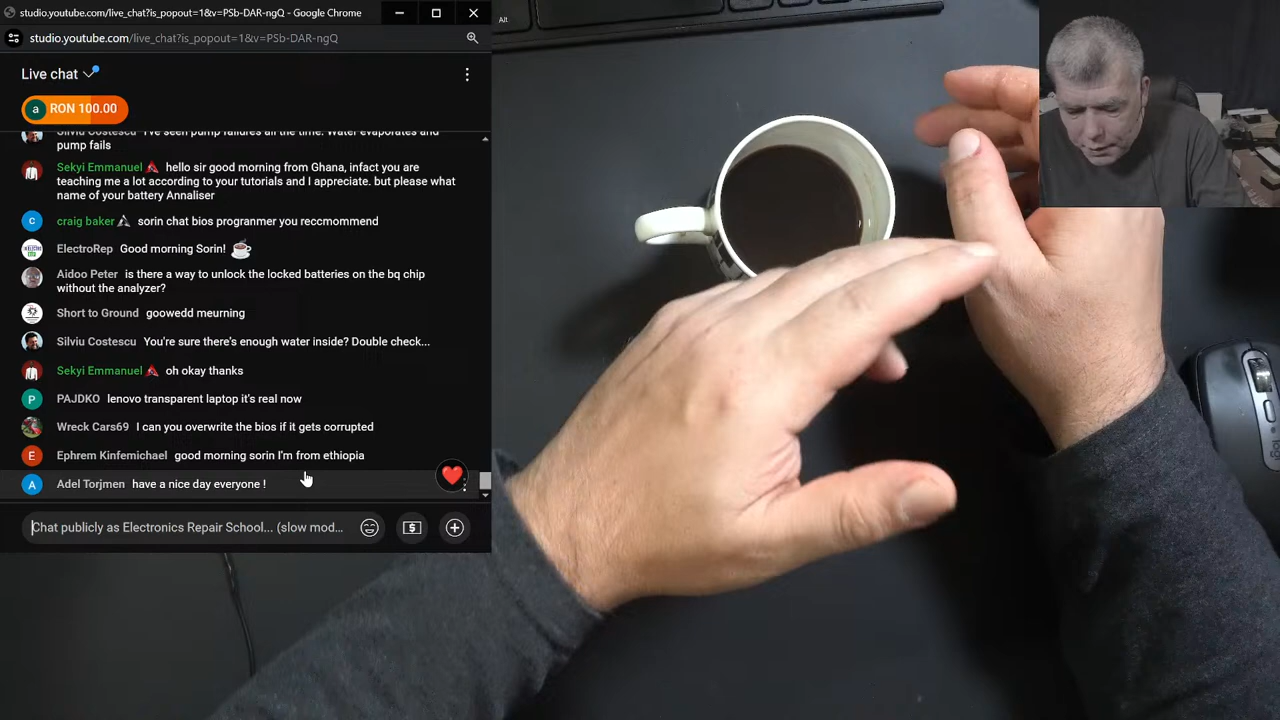 studio.youtube.com/live_chat?is_popout=1&v=PSb-DAR-ngQ - Google Chrome
studio.youtube.com/live_chat?is_popout=1&v=PSb-DAR-ngQ
Live chat
a RON 100.00
Silviu Costescu I've seen pump failures all the time. Water evaporates and
pump fails
Sekyi Emmanuel hello sir good morning from Ghana, infact you are
teaching me a lot according to your tutorials and I appreciate. but please what
name of your battery Annaliser
c craig baker sorin chat bios progranmer you reccmommend
ElectroRep Good morning Sorin!
Aidoo Peter is there a way to unlock the locked batteries on the bq chip
without the analyzer?
Short to Ground goowedd meurning
Silviu Costescu You're sure there's enough water inside? Double check...
Sekyi Emmanuel oh okay thanks
P PAJDKO lenovo transparent laptop it's real now
Wreck Cars69 I can you overwrite the bios if it gets corrupted
E Ephrem Kinfemichael good morning sorin I'm from ethiopia
A Adel Torjmen have a nice day everyone !
Chat publicly as Electronics Repair School... (slow mod...
Alt